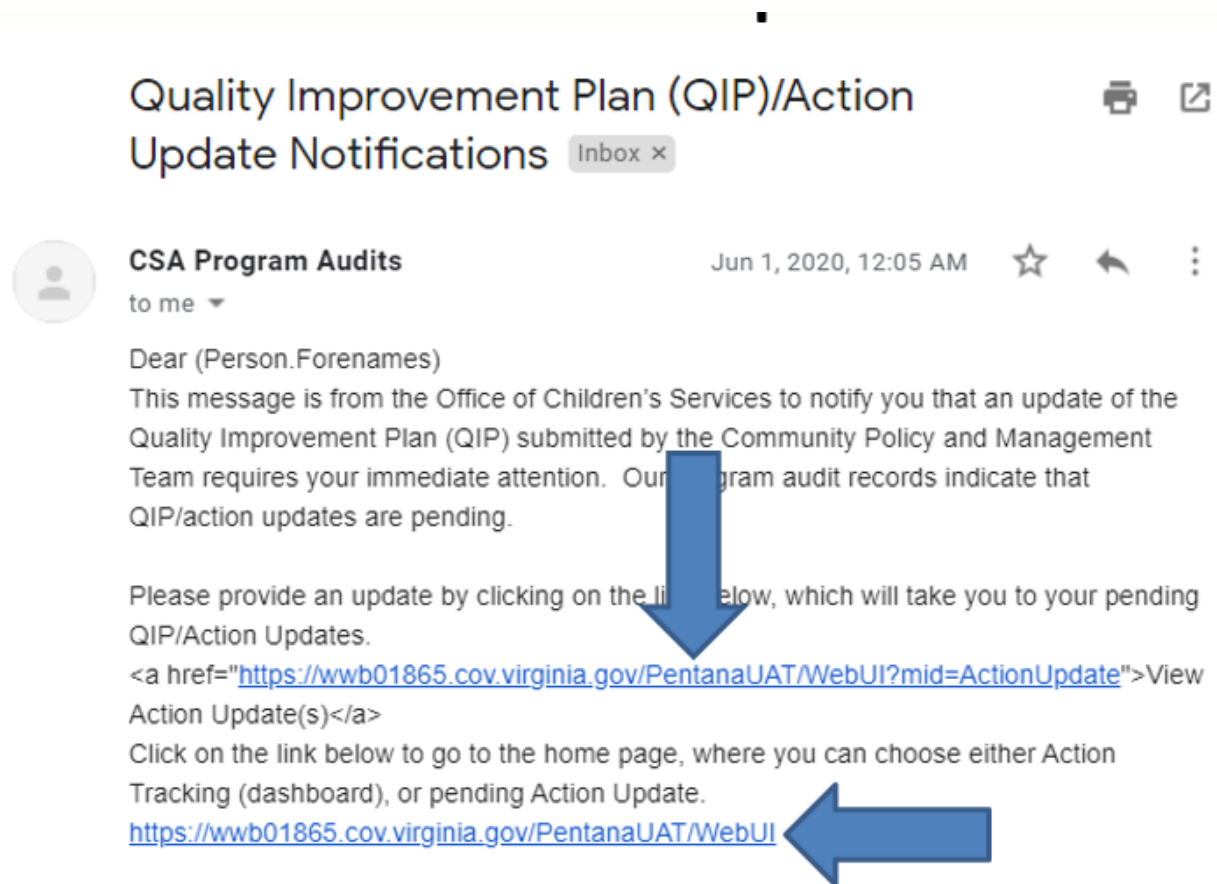 Quality Improvement Plan (QIP)/Action
Update Notifications Inbox ×
CSA Program Audits Jun 1, 2020, 12:05 AM
to me
Dear (Person.Forenames)
This message is from the Office of Children's Services to notify you that an update of the
Quality Improvement Plan (QIP) submitted by the Community Policy and Management
Team requires your immediate attention. Our gram audit records indicate that
QIP/action updates are pending.
Please provide an update by clicking on the li elow, which will take you to your pending
QIP/Action Updates.
<a href="https://wwb01865.cov.virginia.gov/PentanaUAT/WebUI?mid=ActionUpdate">View
Action Update(s)</a>
Click on the link below to go to the home page, where you can choose either Action
Tracking (dashboard), or pending Action Update.
https://wwb01865.cov.virginia.gov/PentanaUAT/WebUI